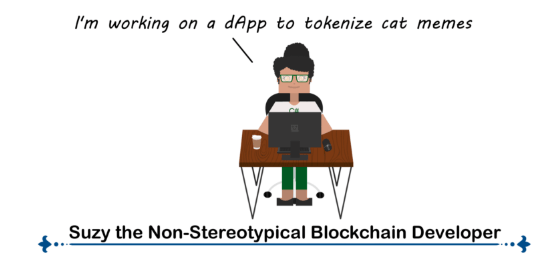 I'm working on a dApp to tokenize cat memes
C#
Suzy the Non-Stereotypical Blockchain Developer